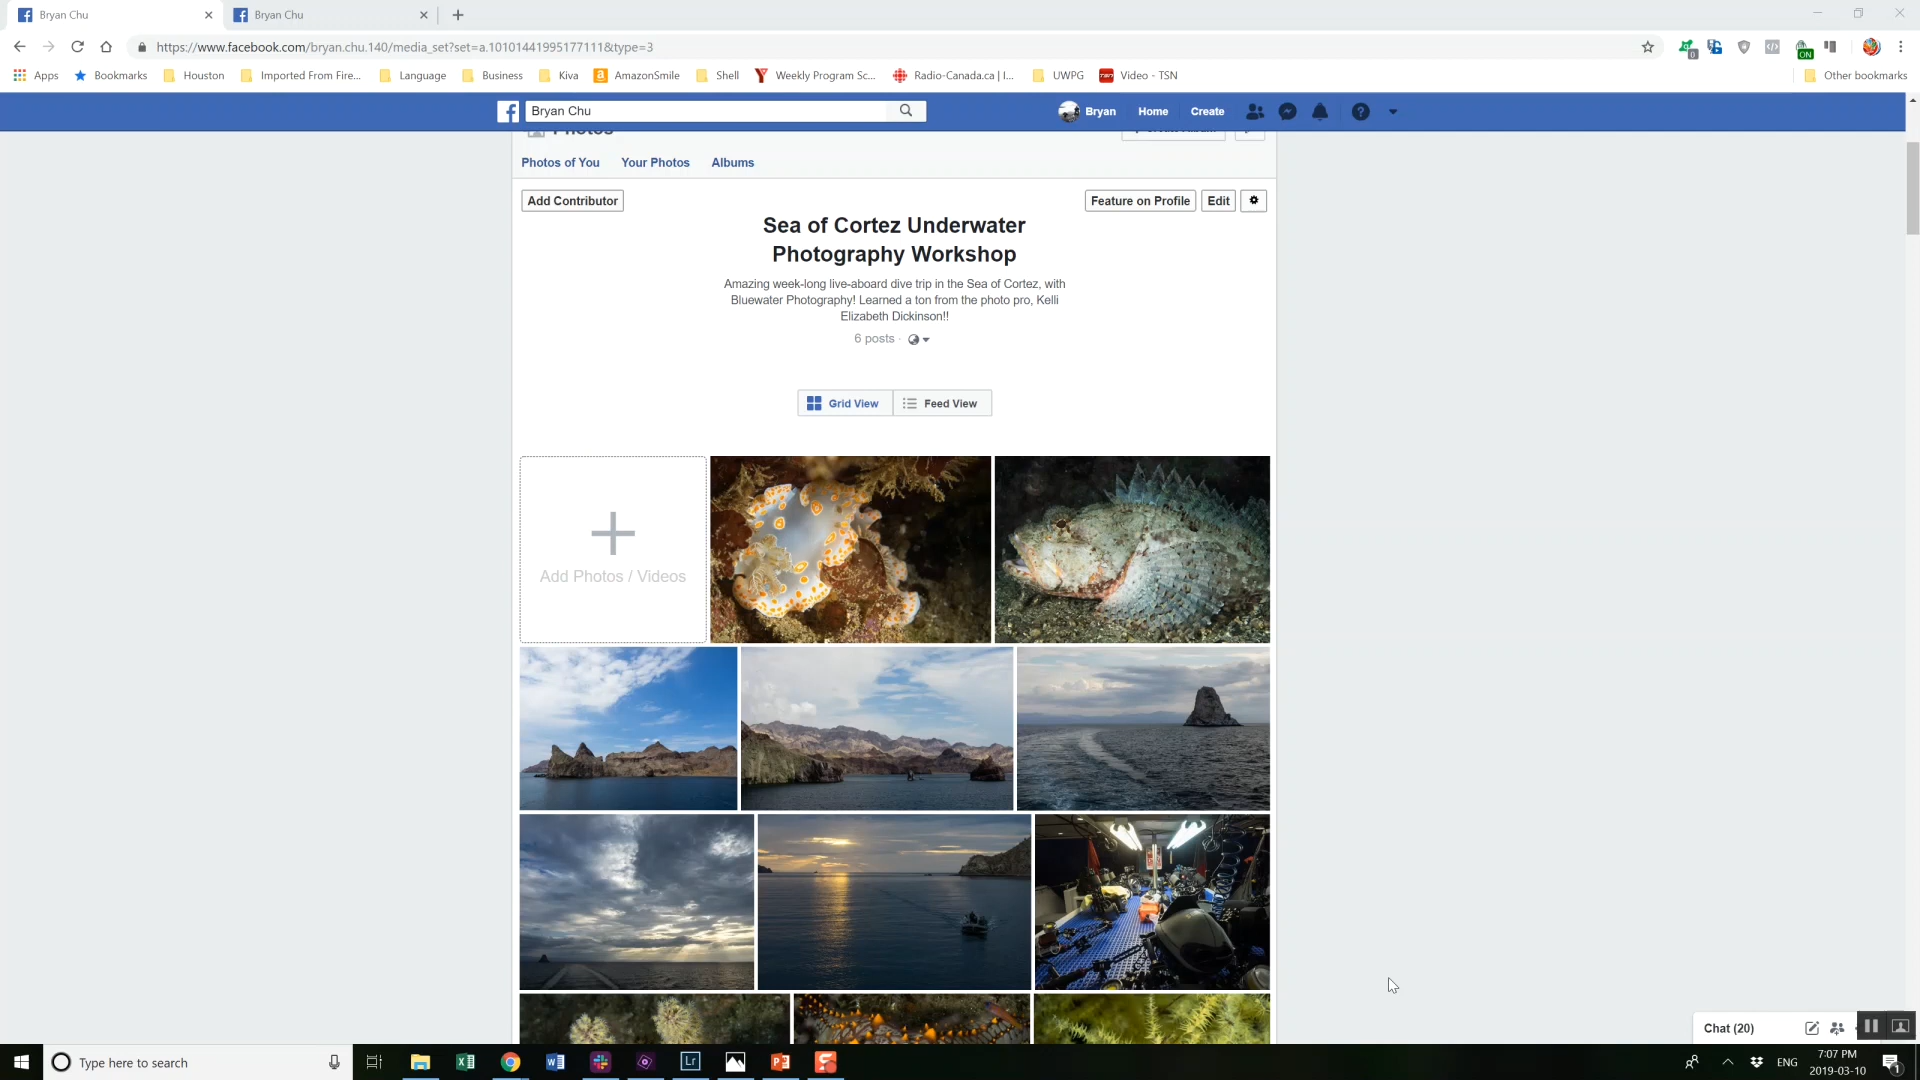 Bryan Chu
Bryan Chu
https://www.facebook.com/bryan.chu.140/media_set?set=a.10101441995177111&type=3
0
ON
Apps
Bookmarks
Houston
Imported From Fire...
Language
Business
Kiva
AmazonSmile
Shell
Weekly Program Sc...
Radio-Canada.ca | I...
UWPG
Video - TSN
Other bookmarks
Bryan Chu
Bryan
Home
Create
Photos
Photos of You
Your Photos
Albums
Add Contributor
Feature on Profile
Edit
Sea of Cortez Underwater
Photography Workshop
Amazing week-long live-aboard dive trip in the Sea of Cortez, with
Bluewater Photography! Learned a ton from the photo pro, Kelli
Elizabeth Dickinson!!
6 posts ·
Grid View
Feed View
Add Photos / Videos
Chat (20)
Type here to search
Lr
ENG
7:07 PM
2019-03-10
1